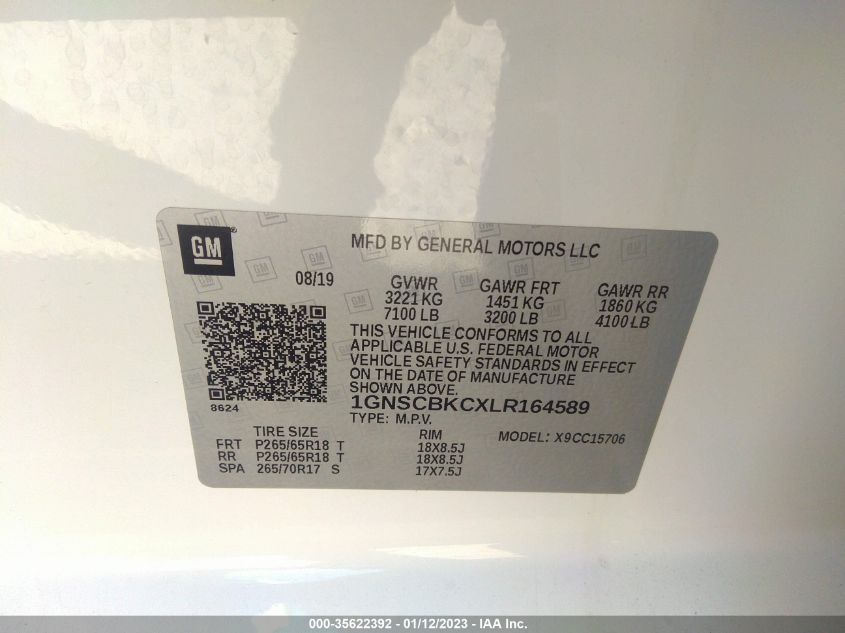 GM
MFD BY GENERAL MOTORS LLC
08/19
GVWR
3221 KG
7100 LB
GAWR FRT
1451 KG
3200 LB
GAWR RR
1860 KG
4100 LB
THIS VEHICLE CONFORMS TO ALL
APPLICABLE U.S. FEDERAL MOTOR
VEHICLE SAFETY STANDARDS IN EFFECT
ON THE DATE OF MANUFACTURE
SHOWN ABOVE.
8624
1GNSCBKCXLR164589
TYPE: M.P.V.
MODEL: X9CC15706
TIRE SIZE RIM
FRT P265/65R18 T 18X8.5J
RR P265/65R18 T 18X8.5J
SPA 265/70R17 S 17X7.5J
000-35622392 - 01/12/2023 - IAA Inc.